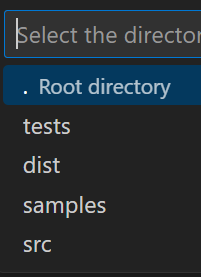 Select the director
. Root directory
tests
dist
samples
src